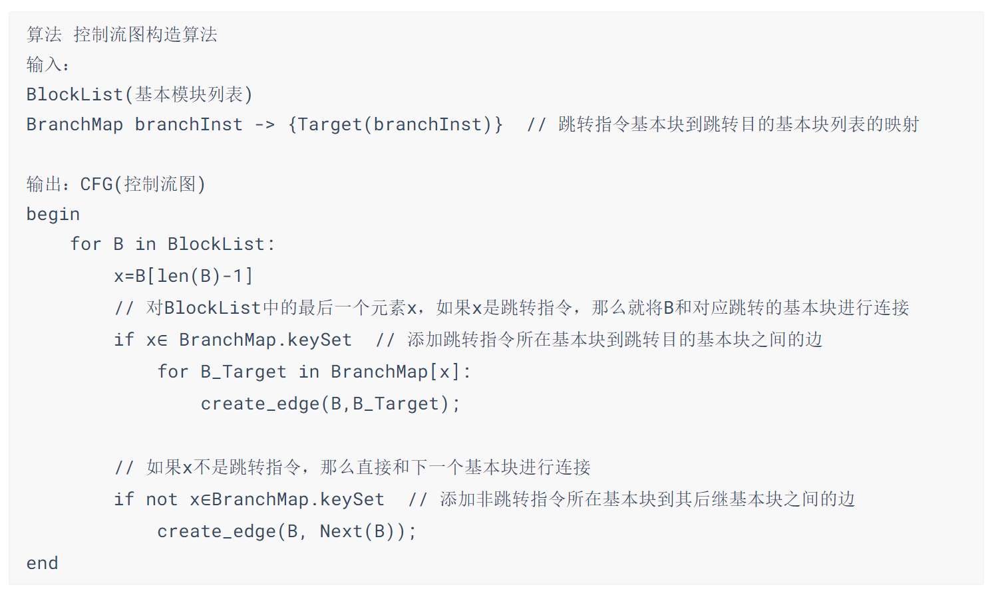 算法 控制流图构造算法
输入：
BlockList(基本模块列表)
BranchMap branchInst -> {Target(branchInst)}  // 跳转指令基本块到跳转目的基本块列表的映射
输出：CFG(控制流图)
begin
    for B in BlockList:
        x=B[len(B)-1]
        // 对BlockList中的最后一个元素x，如果x是跳转指令，那么就将B和对应跳转的基本块进行连接
        if x∈ BranchMap.keySet  // 添加跳转指令所在基本块到跳转目的基本块之间的边
            for B_Target in BranchMap[x]:
                create_edge(B,B_Target);
        // 如果x不是跳转指令，那么直接和下一个基本块进行连接
        if not x∈BranchMap.keySet  // 添加非跳转指令所在基本块到其后继基本块之间的边
            create_edge(B, Next(B));
end